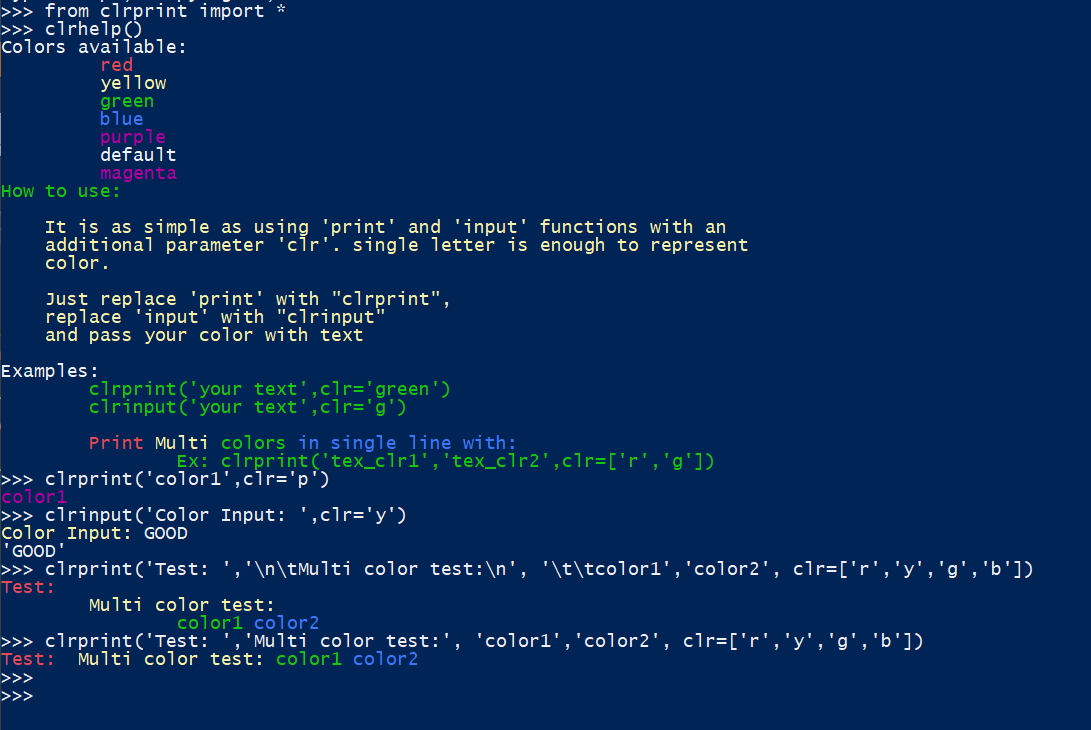 >>> from clrprint import *
>>> clrhelp()
Colors available:
red
yellow
green
blue
purple
default
magenta
How to use:
It is as simple as using 'print' and 'input' functions with an
additional parameter 'clr'. single letter is enough to represent
color.
Just replace 'print' with "clrprint",
replace 'input' with "clrinput"
and pass your color with text
Examples:
clrprint('your text',clr='green')
clrinput('your text',clr='g')
Print Multi colors in single line with:
Ex: clrprint('tex_clr1','tex_clr2',clr=['r','g'])
>>> clrprint('color1',clr='p')
color1
>>> clrinput('Color Input: ',clr='y')
Color Input: GOOD
'GOOD'
>>> clrprint('Test: ','\n\tMulti color test:\n', '\t\tcolor1','color2', clr=['r','y','g','b'])
Test:
Multi color test:
color1 color2
>>> clrprint('Test: ','Multi color test:', 'color1','color2', clr=['r','y','g','b'])
Test:  Multi color test: color1 color2
>>>
>>>